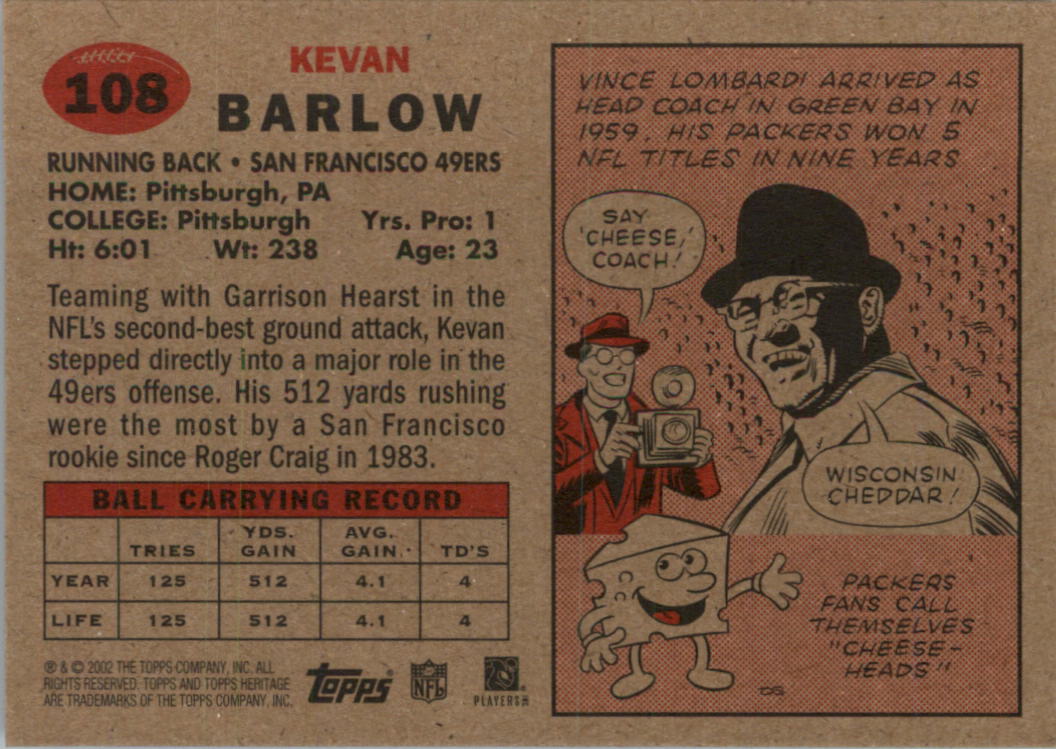 108
KEVAN
BARLOW
RUNNING BACK • SAN FRANCISCO 49ERS
HOME: Pittsburgh, PA
COLLEGE: Pittsburgh Yrs. Pro: 1
Ht: 6:01 Wt: 238 Age: 23
Teaming with Garrison Hearst in the
NFL's second-best ground attack, Kevan
stepped directly into a major role in the
49ers offense. His 512 yards rushing
were the most by a San Francisco
rookie since Roger Craig in 1983.
BALL CARRYING RECORD
TRIES YDS. GAIN AVG. GAIN TD'S
YEAR 125 512 4.1 4
LIFE 125 512 4.1 4
® & © 2002 THE TOPPS COMPANY, INC. ALL
RIGHTS RESERVED. TOPPS AND TOPPS HERITAGE
ARE TRADEMARKS OF THE TOPPS COMPANY, INC.
Topps
NFL
PLAYERS INC
VINCE LOMBARDI ARRIVED AS
HEAD COACH IN GREEN BAY IN
1959. HIS PACKERS WON 5
NFL TITLES IN NINE YEARS
SAY
'CHEESE,'
COACH!
WISCONSIN
CHEDDAR!
PACKERS
FANS CALL
THEMSELVES
"CHEESE-
HEADS"